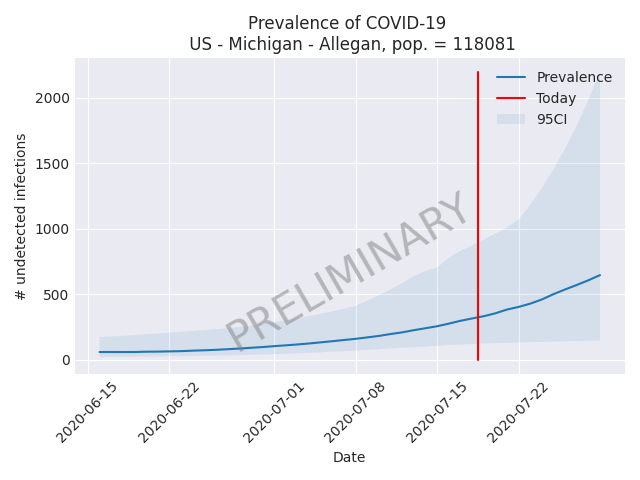 Prevalence of COVID-19
US - Michigan - Allegan, pop. = 118081
Prevalence
Today
95CI
# undetected infections
2000
1500
1000
500
0
PRELIMINARY
2020-06-15
2020-06-22
2020-07-01
2020-07-08
2020-07-15
2020-07-22
Date